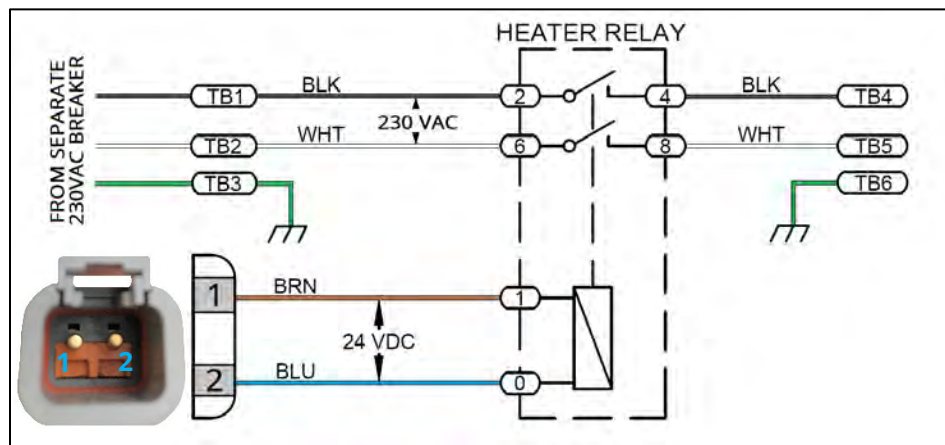 HEATER RELAY
FROM SEPARATE
230VAC BREAKER
TB1 BLK 2 4 BLK TB4
230 VAC
TB2 WHT 6 8 WHT TB5
TB3 TB6
1 BRN 1
24 VDC
1 2
2 BLU 0